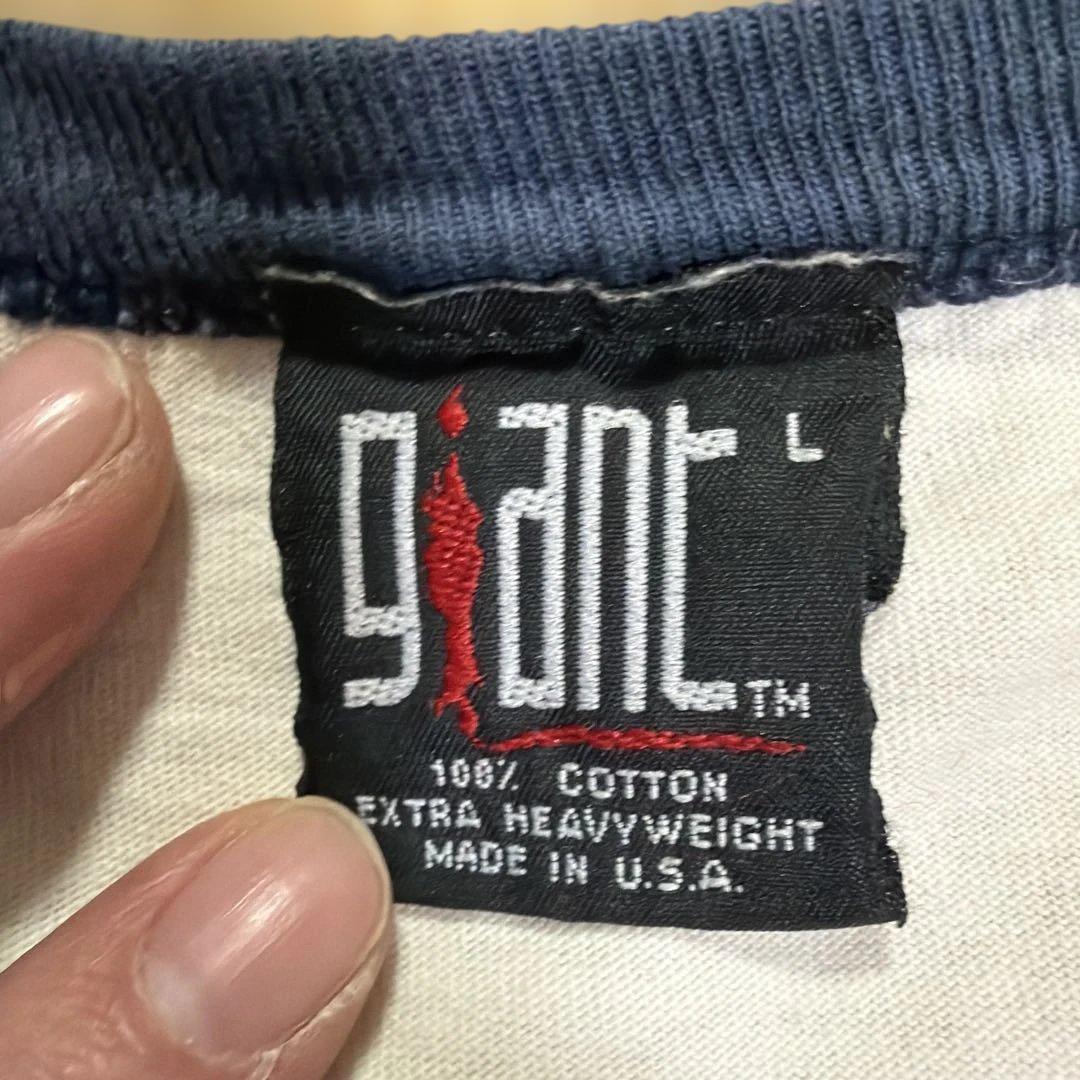 giant L
TM
100% COTTON
EXTRA HEAVYWEIGHT
MADE IN U.S.A.